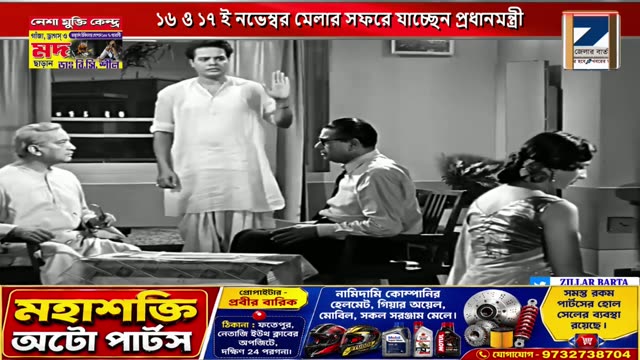 নেশা মুক্তি কেন্দ্র
গাঁজা, ড্রাগস্ ও
মদ
ছাড়ান
ডাঃ বি.সি. শীল
১৬ ও ১৭ ই নভেম্বর মেলার সফরে যাচ্ছেন প্রধানমন্ত্রী
জেলার বার্তা
ZILLAR BARTA
মহাশক্তি
অটো পার্টস
প্রোপাইটার -
প্রবীর বারিক
ঠিকানা : ফতেপুর,
নেতাজি ইউথ ক্লাবের
অপজিটে,
দক্ষিণ 24 পরগনা।
নামিদামি কোম্পানির
হেলমেট, গিয়ার অয়েল,
মোবিল, সকল সরঞ্জাম মেলে।
সমস্ত রকম
পার্টসের হোল
সেলের ব্যবস্থা
রয়েছে।
যোগাযোগ - 9732738704